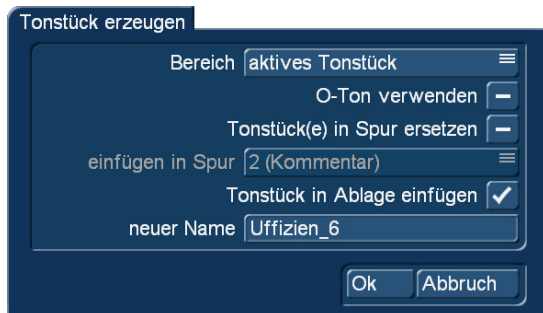 Tonstück erzeugen
Bereich aktives Tonstück
O-Ton verwenden
Tonstück(e) in Spur ersetzen
einfügen in Spur 2 (Kommentar)
Tonstück in Ablage einfügen
neuer Name Uffizien_6
Ok Abbruch